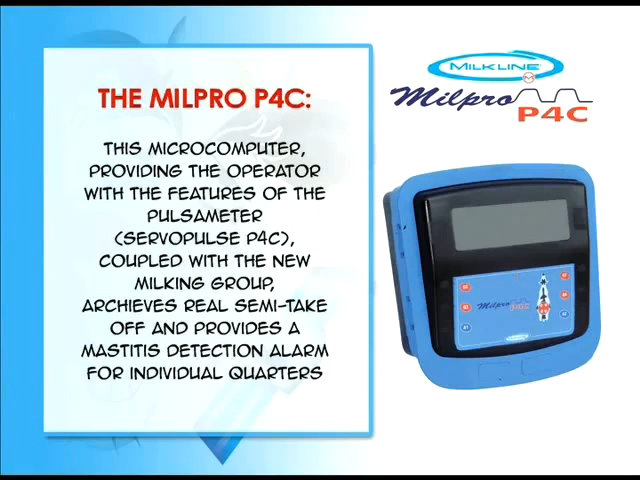 THE MILPRO P4C:
THIS MICROCOMPUTER,
PROVIDING THE OPERATOR
WITH THE FEATURES OF THE
PULSAMETER
(SERVOPULSE P4C),
COUPLED WITH THE NEW
MILKING GROUP,
ARCHIEVES REAL SEMI-TAKE
OFF AND PROVIDES A
MASTITIS DETECTION ALARM
FOR INDIVIDUAL QUARTERS
MILKLINE
Milpro
P4C
Milpro
P4C